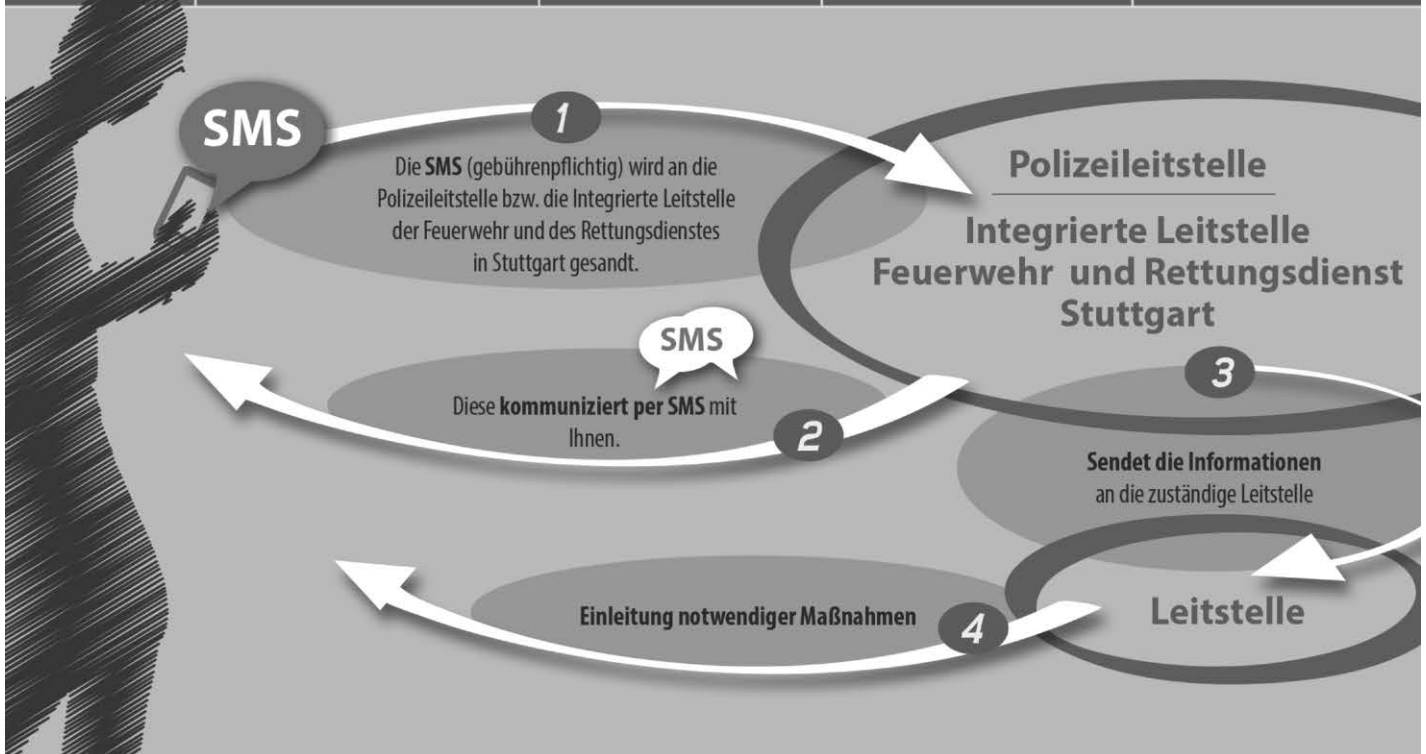 SMS
1
Die SMS (gebührenpflichtig) wird an die
Polizeileitstelle bzw. die Integrierte Leitstelle
der Feuerwehr und des Rettungsdienstes
in Stuttgart gesandt.
Polizeileitstelle
Integrierte Leitstelle
Feuerwehr und Rettungsdienst
Stuttgart
SMS
Diese kommuniziert per SMS mit
Ihnen.
2
3
Sendet die Informationen
an die zuständige Leitstelle
Einleitung notwendiger Maßnahmen
4
Leitstelle